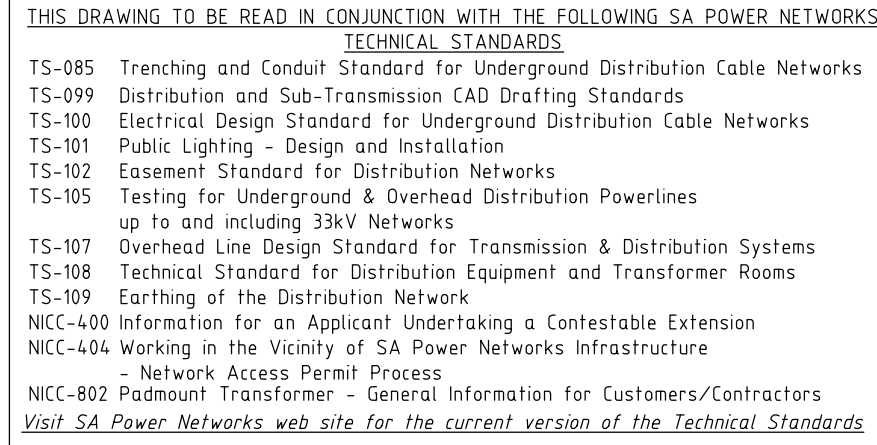 THIS DRAWING TO BE READ IN CONJUNCTION WITH THE FOLLOWING SA POWER NETWORKS
TECHNICAL STANDARDS
TS-085 Trenching and Conduit Standard for Underground Distribution Cable Networks
TS-099 Distribution and Sub-Transmission CAD Drafting Standards
TS-100 Electrical Design Standard for Underground Distribution Cable Networks
TS-101 Public Lighting - Design and Installation
TS-102 Easement Standard for Distribution Networks
TS-105 Testing for Underground & Overhead Distribution Powerlines
up to and including 33kV Networks
TS-107 Overhead Line Design Standard for Transmission & Distribution Systems
TS-108 Technical Standard for Distribution Equipment and Transformer Rooms
TS-109 Earthing of the Distribution Network
NICC-400 Information for an Applicant Undertaking a Contestable Extension
NICC-404 Working in the Vicinity of SA Power Networks Infrastructure
- Network Access Permit Process
NICC-802 Padmount Transformer - General Information for Customers/Contractors
Visit SA Power Networks web site for the current version of the Technical Standards